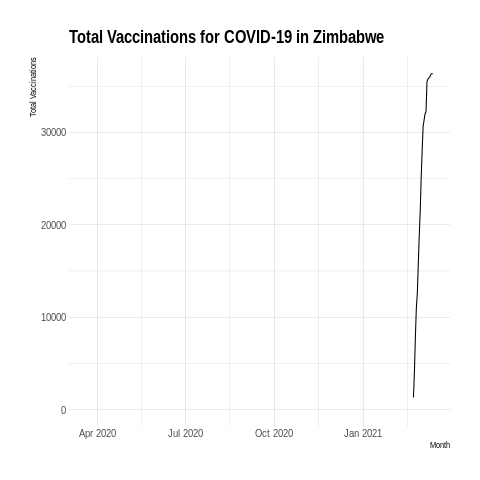 Total Vaccinations for COVID-19 in Zimbabwe
Total Vaccinations
30000
20000
10000
0
Apr 2020 Jul 2020 Oct 2020 Jan 2021
Month